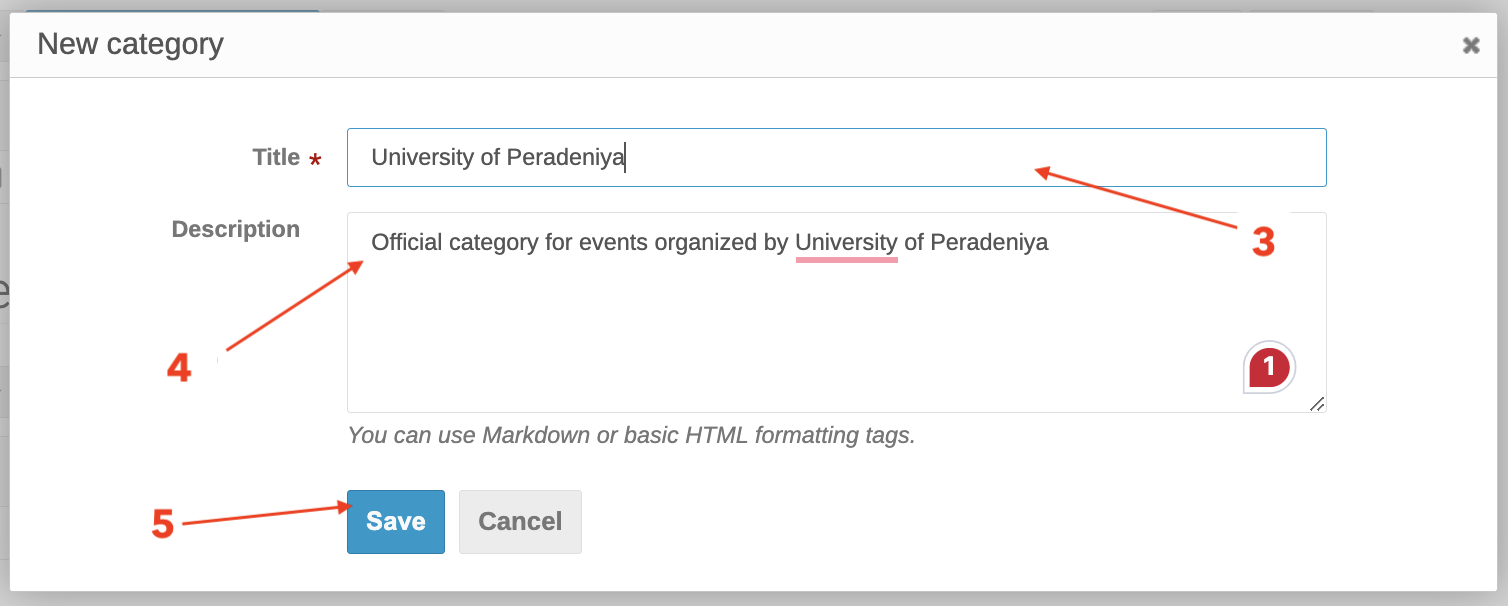 New category
Title *
University of Peradeniya
3
Description
Official category for events organized by University of Peradeniya
4
1
You can use Markdown or basic HTML formatting tags.
5
Save
Cancel